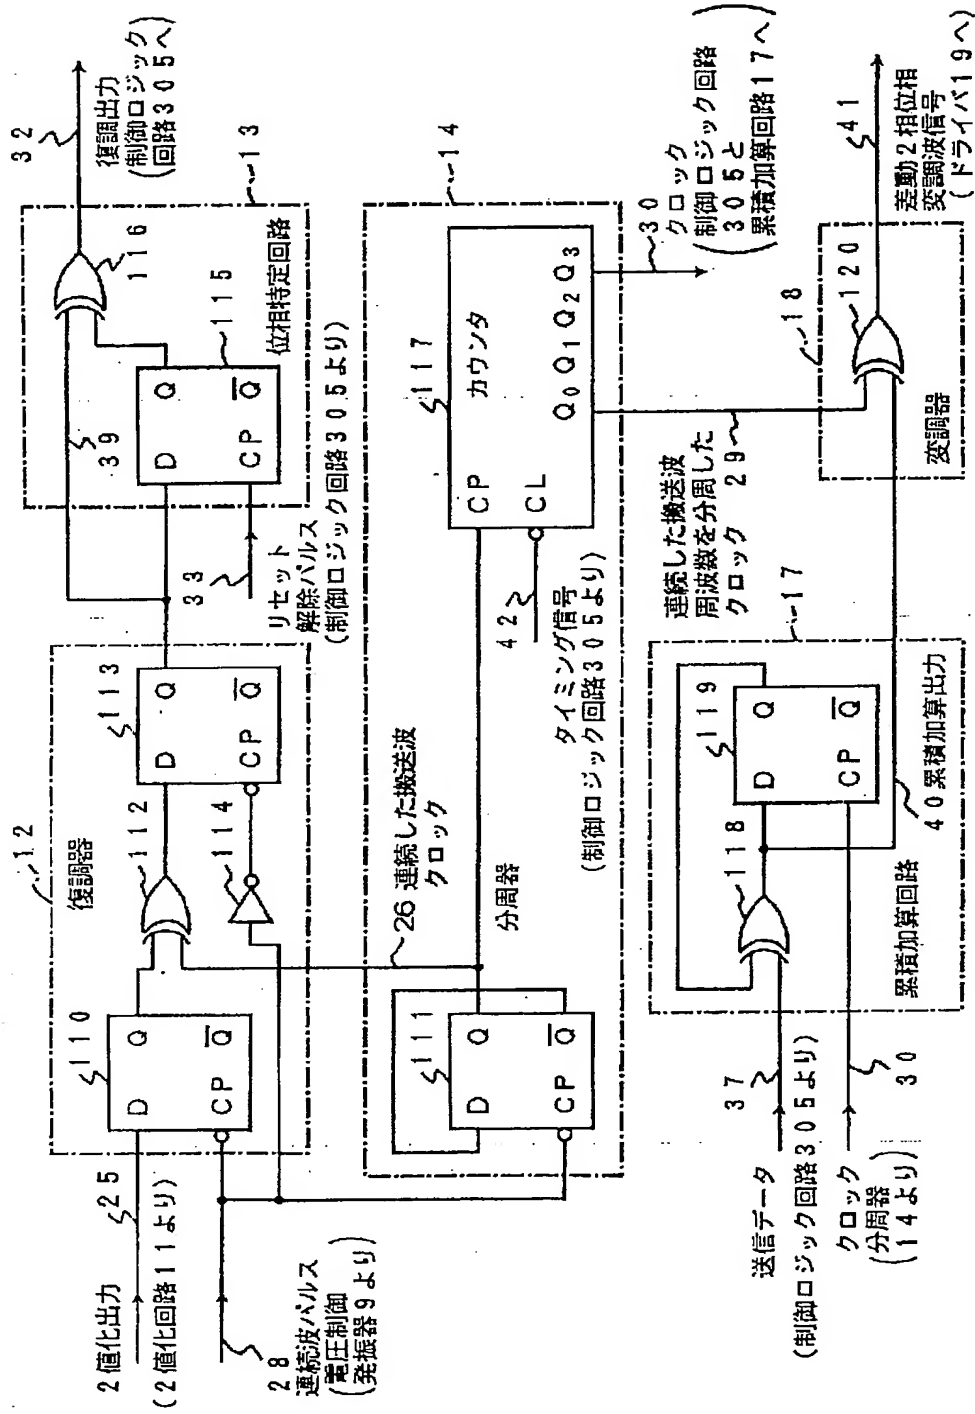 2値化出力
(2値化回路11より)
25
28
連続波パルス
(電圧制御
発振器9より)
12
復調器
110
D
Q
CP
Q
112
113
D
Q
CP
Q
114
33
リセット
解除パルス
(制御ロジック回路305より)
13
位相特定回路
39
115
D
Q
CP
Q
116
32
復調出力
(制御ロジック
回路305へ)
26 連続した搬送波
クロック
14
分周器
111
D
Q
CP
Q
117
カウンタ
CP
CL
Q0 Q1 Q2 Q3
42
タイミング信号
(制御ロジック回路305より)
30
クロック
(制御ロジック回路
305と
累積加算回路17へ)
連続した搬送波
周波数を分周した
クロック 29
17
累積加算回路
118
119
D
Q
CP
Q
37
送信データ
(制御ロジック回路305より)
30
クロック
(分周器
14より)
40累積加算出力
18
変調器
120
41
差動2相位相
変調波信号
(ドライバ19へ)